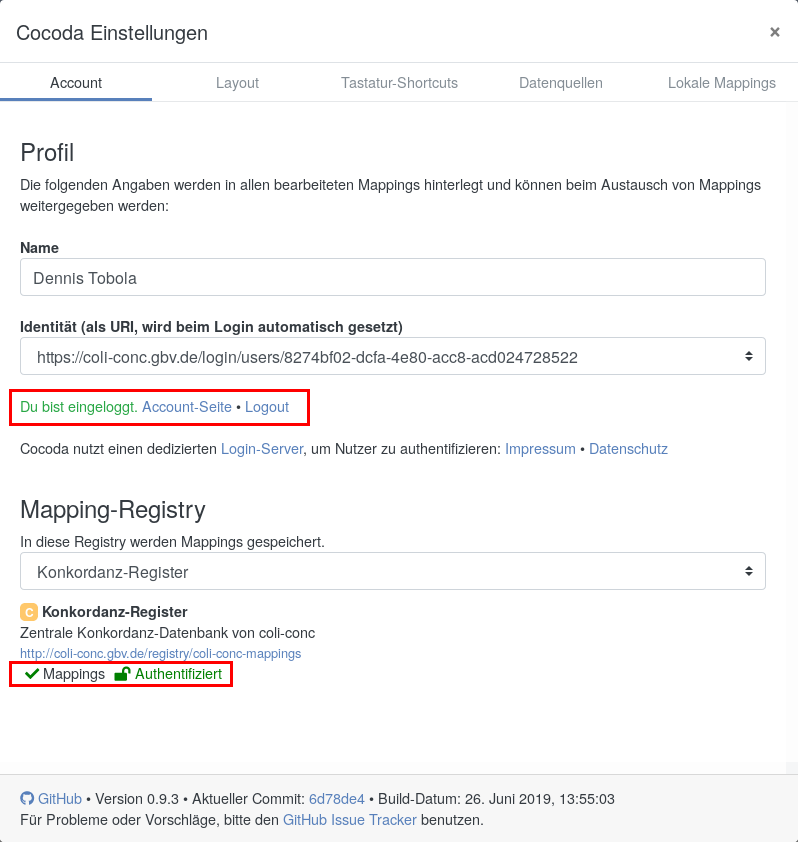 Cocoda Einstellungen ×
Account Layout Tastatur-Shortcuts Datenquellen Lokale Mappings
Profil
Die folgenden Angaben werden in allen bearbeiteten Mappings hinterlegt und können beim Austausch von Mappings
weitergegeben werden:
Name
Dennis Tobola
Identität (als URI, wird beim Login automatisch gesetzt)
https://coli-conc.gbv.de/login/users/8274bf02-dcfa-4e80-acc8-acd024728522
Du bist eingeloggt. Account-Seite • Logout
Cocoda nutzt einen dedizierten Login-Server, um Nutzer zu authentifizieren: Impressum • Datenschutz
Mapping-Registry
In diese Registry werden Mappings gespeichert.
Konkordanz-Register
C Konkordanz-Register
Zentrale Konkordanz-Datenbank von coli-conc
http://coli-conc.gbv.de/registry/coli-conc-mappings
Mappings Authentifiziert
GitHub • Version 0.9.3 • Aktueller Commit: 6d78de4 • Build-Datum: 26. Juni 2019, 13:55:03
Für Probleme oder Vorschläge, bitte den GitHub Issue Tracker benutzen.